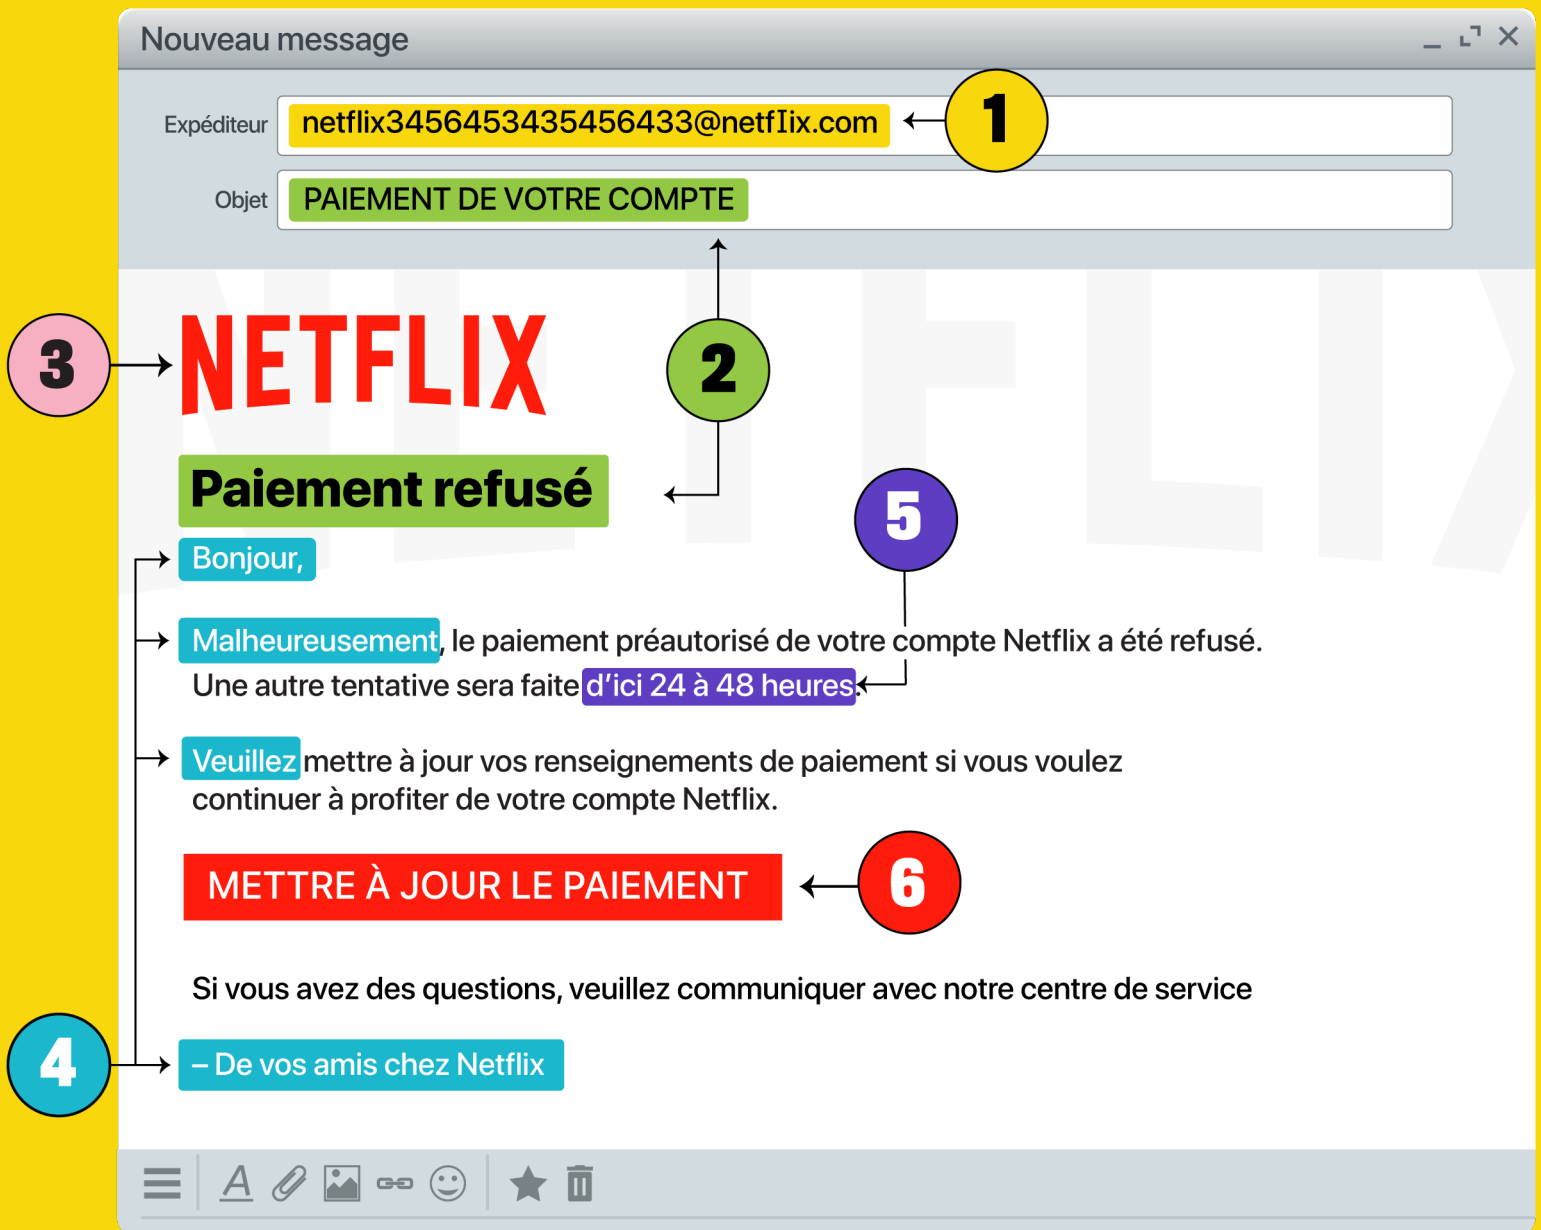 Nouveau message
Expéditeur netflix3456453435456433@netfIix.com
1
Objet PAIEMENT DE VOTRE COMPTE
NETFLIX
NETFLIX
3
2
Paiement refusé
5
Bonjour,
Malheureusement, le paiement préautorisé de votre compte Netflix a été refusé.
Une autre tentative sera faite d'ici 24 à 48 heures.
Veuillez mettre à jour vos renseignements de paiement si vous voulez
continuer à profiter de votre compte Netflix.
METTRE À JOUR LE PAIEMENT
6
Si vous avez des questions, veuillez communiquer avec notre centre de service
4
– De vos amis chez Netflix
A